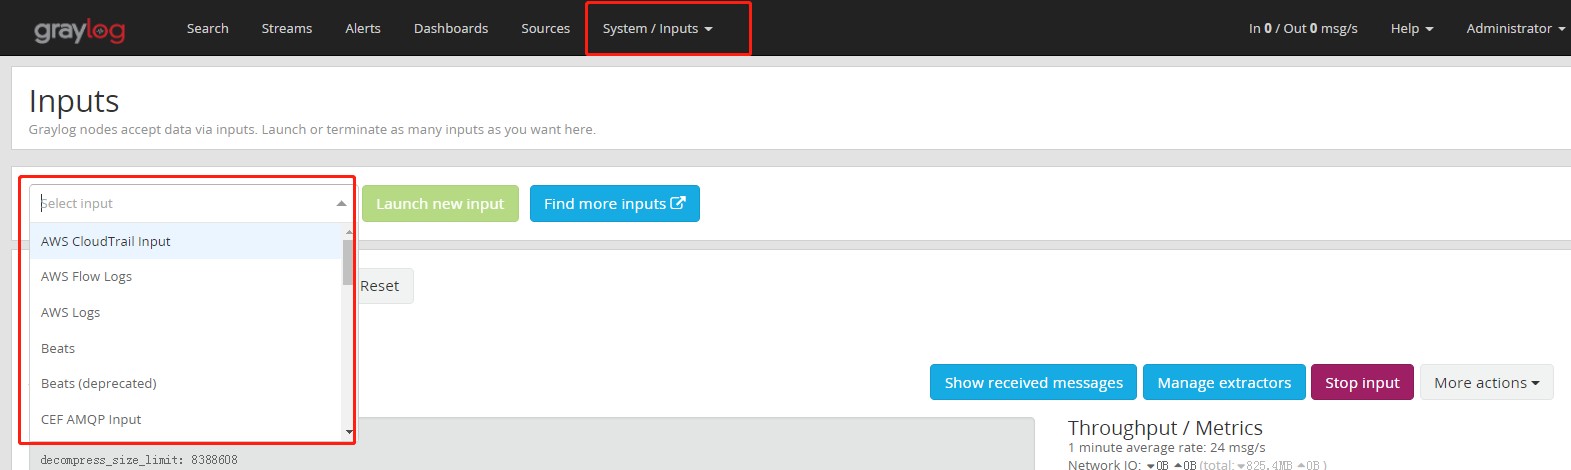 graylog Search Streams Alerts Dashboards Sources System / Inputs In 0 / Out 0 msg/s Help Administrator
Inputs
Graylog nodes accept data via inputs. Launch or terminate as many inputs as you want here.
Select input Launch new input Find more inputs
AWS CloudTrail Input
AWS Flow Logs
Reset
AWS Logs
Beats
Beats (deprecated)
Show received messages Manage extractors Stop input More actions
CEF AMQP Input
Throughput / Metrics
1 minute average rate: 24 msg/s
decompress_size_limit: 8388608
Network IO: 0B 0B (total: 825.4MB 0B )